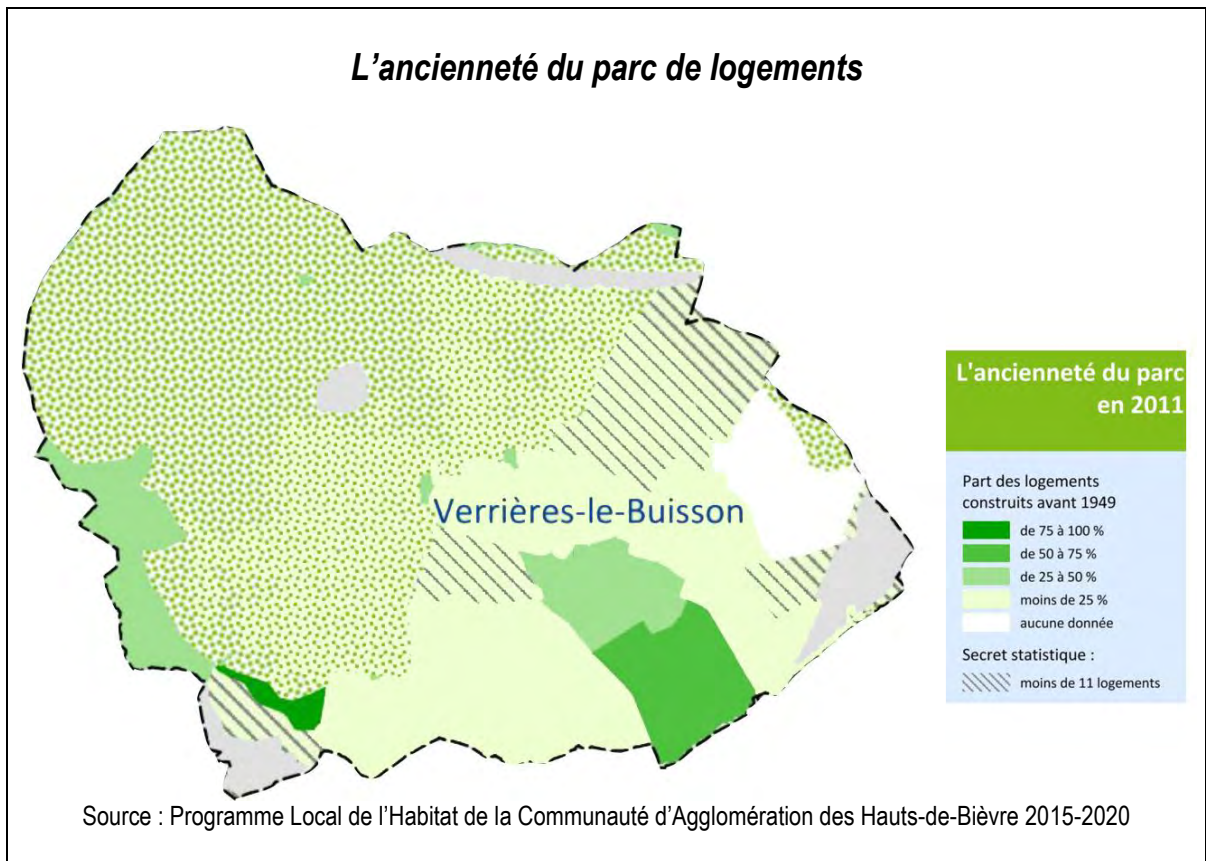 L'ancienneté du parc de logements
Verrières-le-Buisson
L'ancienneté du parc
en 2011
Part des logements
construits avant 1949
de 75 à 100 %
de 50 à 75 %
de 25 à 50 %
moins de 25 %
aucune donnée
Secret statistique :
moins de 11 logements
Source : Programme Local de l'Habitat de la Communauté d'Agglomération des Hauts-de-Bièvre 2015-2020